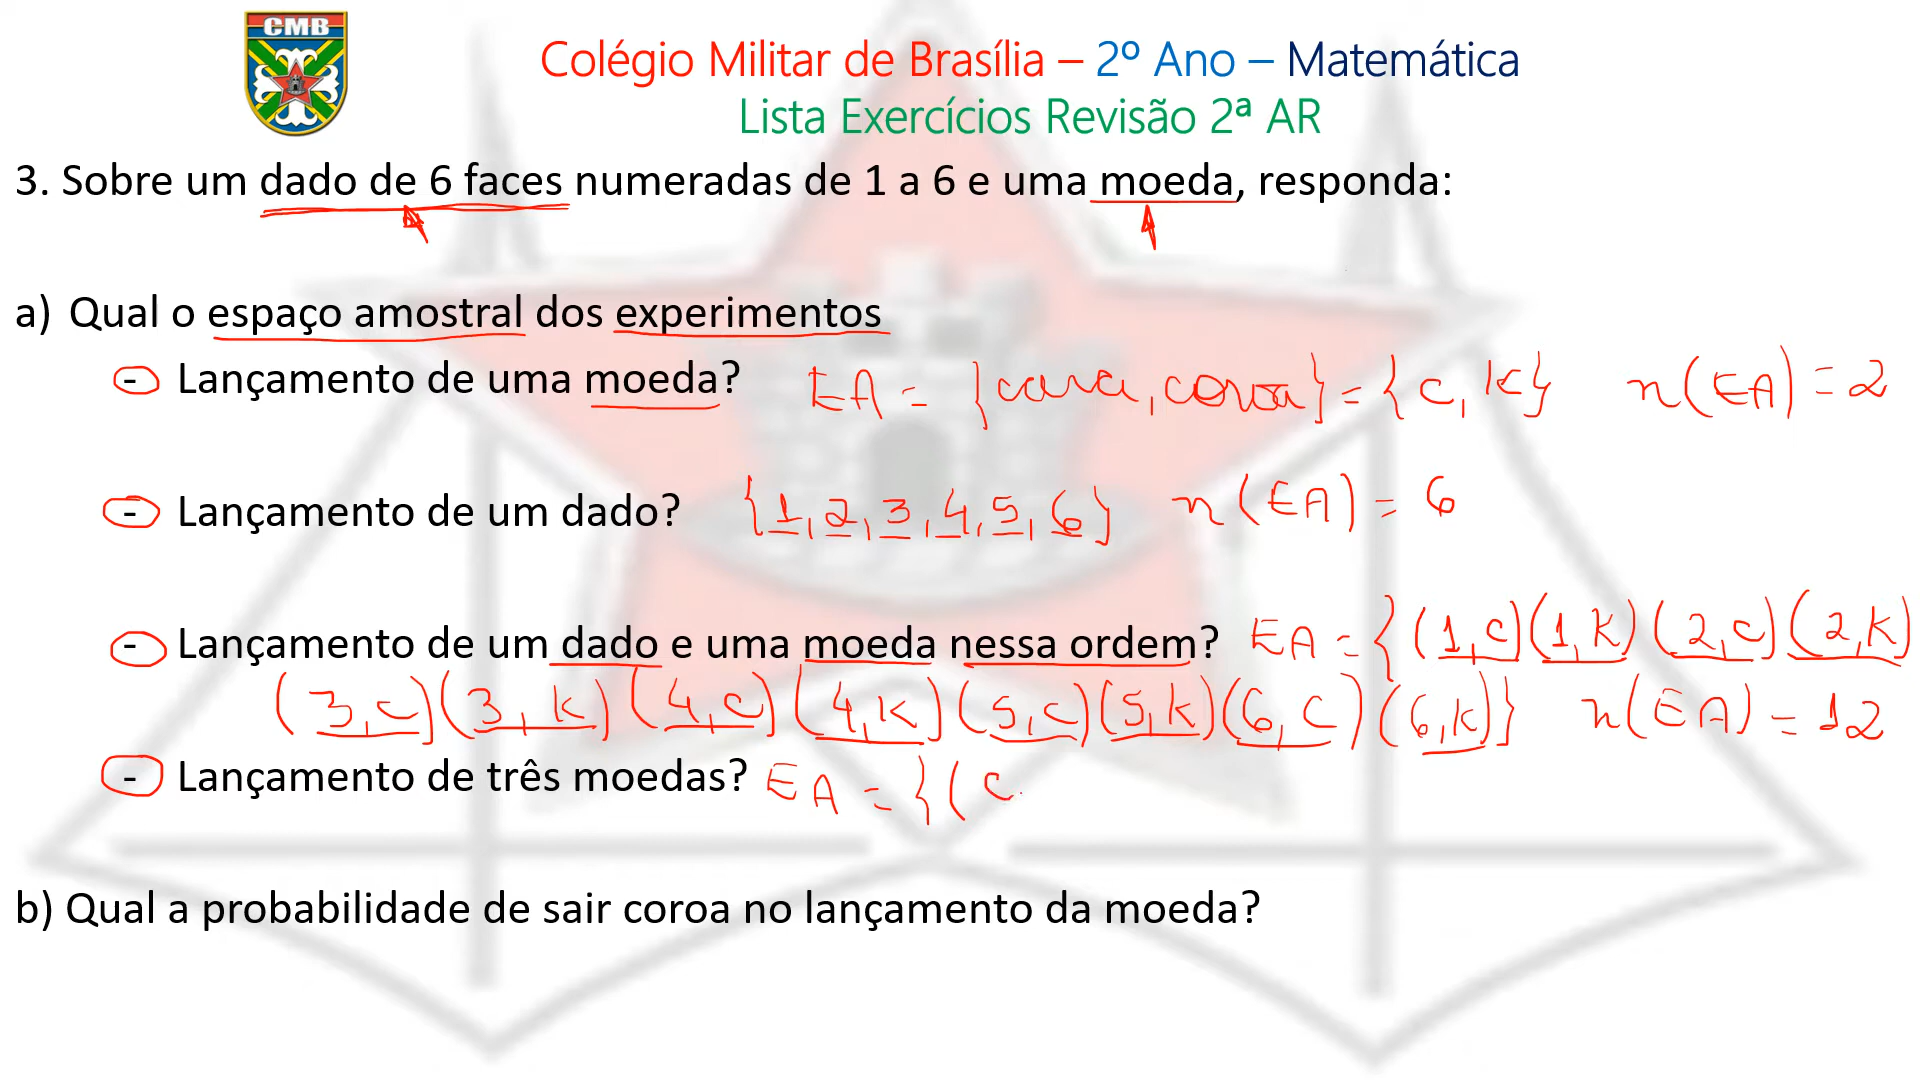 CMB
Colégio Militar de Brasília – 2º Ano – Matemática
Lista Exercícios Revisão 2ª AR
3. Sobre um dado de 6 faces numeradas de 1 a 6 e uma moeda, responda:
a) Qual o espaço amostral dos experimentos
- Lançamento de uma moeda? EA = {cara, coroa} = {C, K} n(EA) = 2
- Lançamento de um dado? {1, 2, 3, 4, 5, 6} n(EA) = 6
- Lançamento de um dado e uma moeda nessa ordem? EA = {(1,C)(1,K)(2,C)(2,K)
(3,C)(3,K)(4,C)(4,K)(5,C)(5,K)(6,C)(6,K)} n(EA) = 12
- Lançamento de três moedas? EA = {(C
b) Qual a probabilidade de sair coroa no lançamento da moeda?